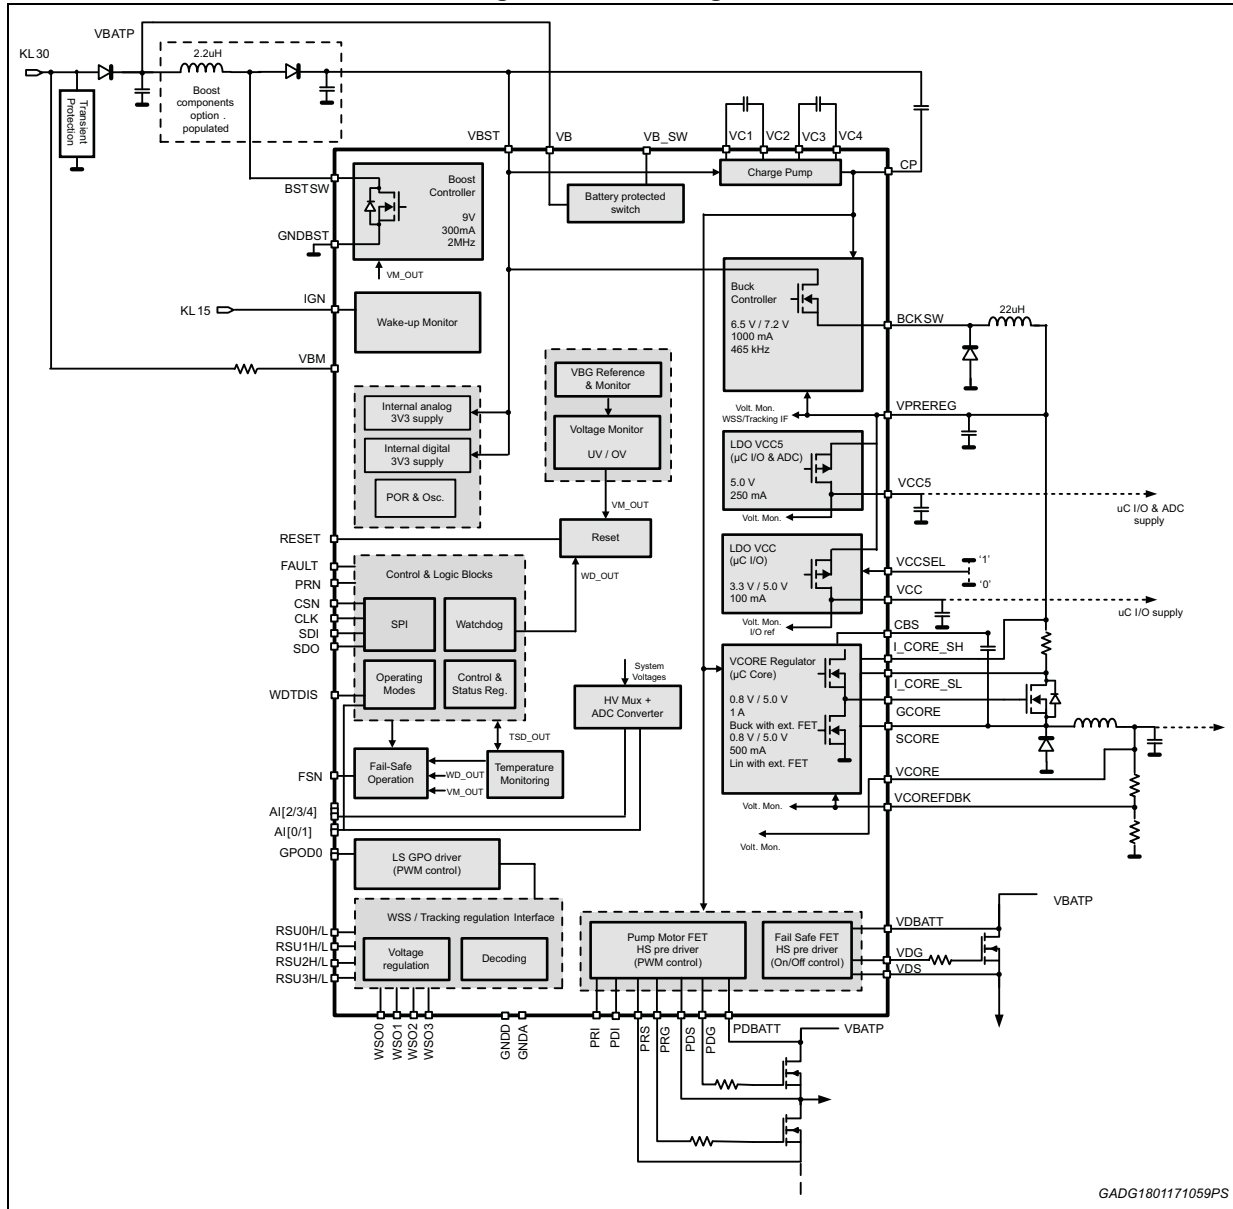 VBATP
KL30
2.2uH
Boost
components
option .
populated
Transient
Protection
VBST
VB
VB_SW
VC1
VC2
VC3
VC4
CP
Charge Pump
BSTSW
Boost
Controller
9V
300mA
2MHz
GNDBST
VM_OUT
Battery protected
switch
IGN
KL15
Wake-up Monitor
VBM
Buck
Controller
6.5 V / 7.2 V
1000 mA
465 kHz
BCKSW
22uH
VBG Reference
& Monitor
Voltage Monitor
UV / OV
VM_OUT
Internal analog
3V3 supply
Internal digital
3V3 supply
POR & Osc.
Volt. Mon.
WSS/Tracking IF
VPREREG
LDO VCC5
(µC I/O & ADC)
5.0 V
250 mA
Volt. Mon.
VCC5
uC I/O & ADC
supply
RESET
Reset
WD_OUT
LDO VCC
(µC I/O)
3.3 V / 5.0 V
100 mA
Volt. Mon.
I/O ref
VCCSEL
'1'
'0'
VCC
uC I/O supply
FAULT
PRN
CSN
CLK
SDI
SDO
WDTDIS
Control & Logic Blocks
SPI
Watchdog
Operating
Modes
Control &
Status Reg.
CBS
I_CORE_SH
VCORE Regulator
(µC Core)
0.8 V / 5.0 V
1 A
Buck with ext. FET
0.8 V / 5.0 V
500 mA
Lin with ext. FET
I_CORE_SL
GCORE
SCORE
VCORE
VCOREFDBK
Volt. Mon.
Volt. Mon.
System
Voltages
HV Mux +
ADC Converter
TSD_OUT
FSN
Fail-Safe
Operation
WD_OUT
VM_OUT
Temperature
Monitoring
AI[2/3/4]
AI[0/1]
GPOD0
LS GPO driver
(PWM control)
WSS / Tracking regulation Interface
RSU0H/L
RSU1H/L
RSU2H/L
RSU3H/L
Voltage
regulation
Decoding
Pump Motor FET
HS pre driver
(PWM control)
Fail Safe FET
HS pre driver
(On/Off control)
VDBATT
VDG
VDS
VBATP
WSO0
WSO1
WSO2
WSO3
GNDD
GNDA
PRI
PDI
PRS
PRG
PDS
PDG
PDBATT
VBATP
GADG1801171059PS